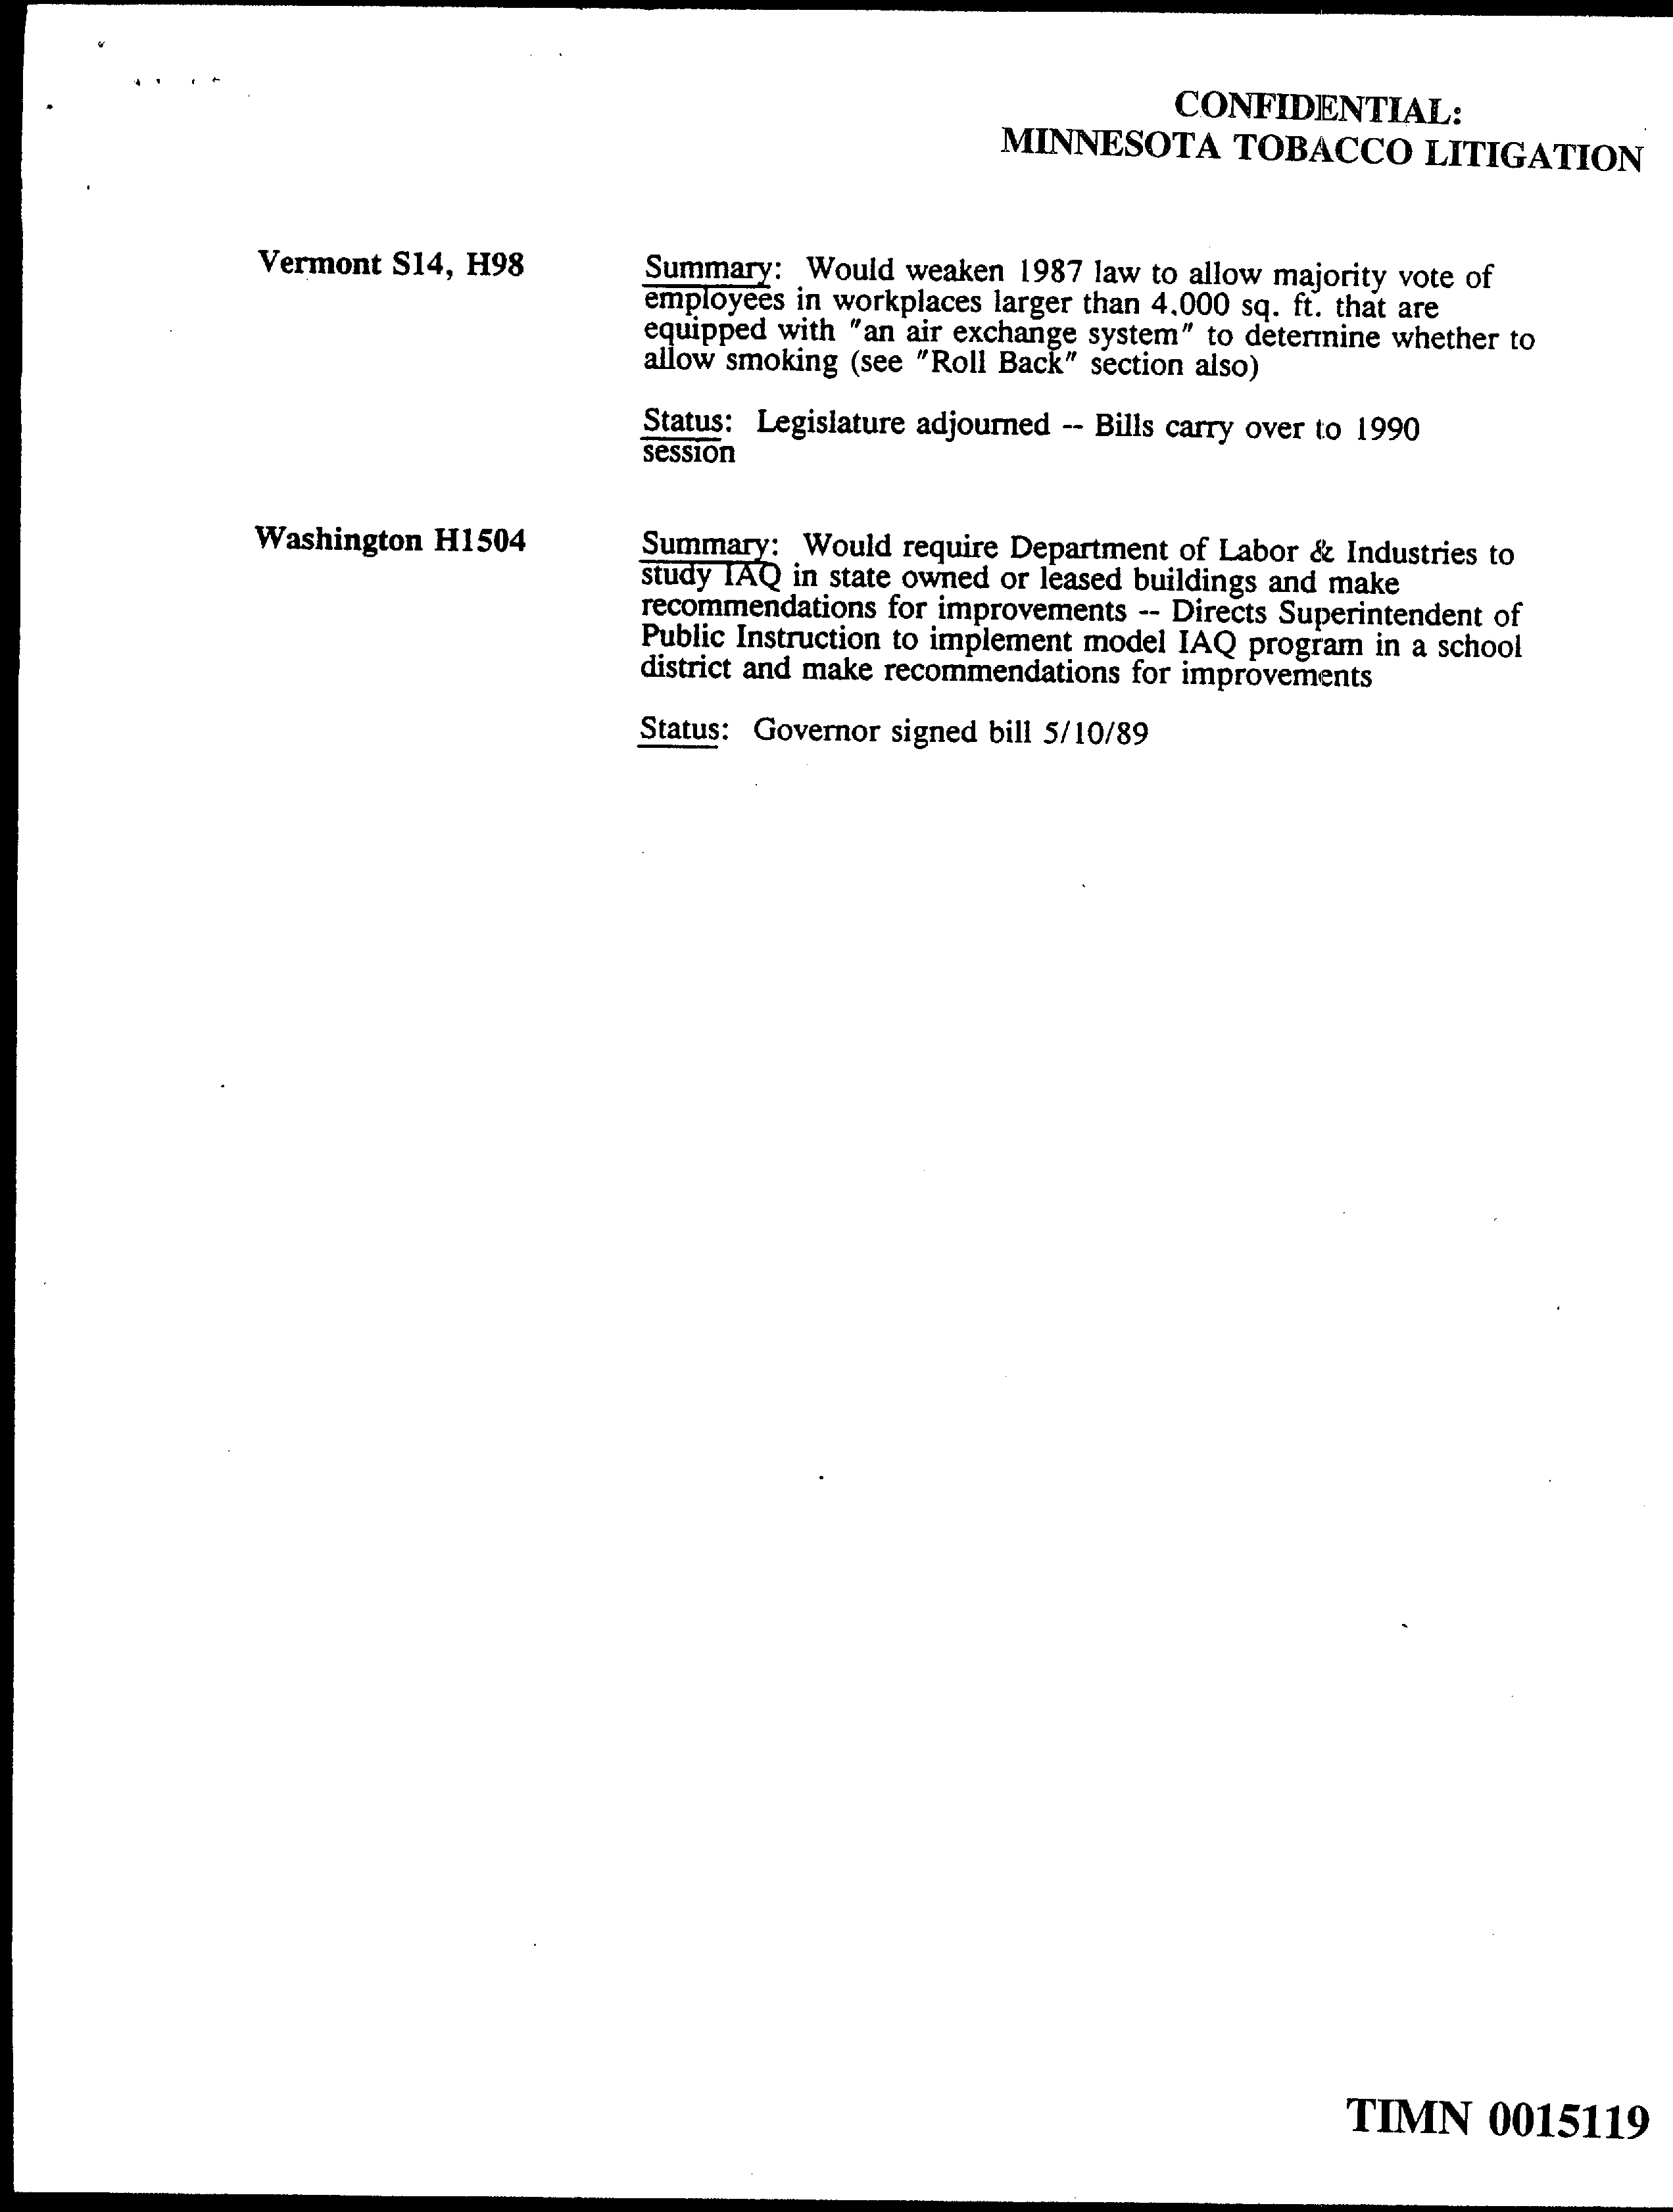 CONFIDENTIAL:
MINNESOTA TOBACCO LITIGATION
Vermont S14, H98
Summary: Would weaken 1987 law to allow majority vote of
employees in workplaces larger than 4,000 sq. ft. that are
equipped with "an air exchange system" to determine whether to
allow smoking (see "Roll Back" section also)
Status: Legislature adjourned -- Bills carry over to 1990
session
Washington H1504
Summary: Would require Department of Labor & Industries to
study IAQ in state owned or leased buildings and make
recommendations for improvements -- Directs Superintendent of
Public Instruction to implement model IAQ program in a school
district and make recommendations for improvements
Status: Governor signed bill 5/10/89
TIMN 0015119